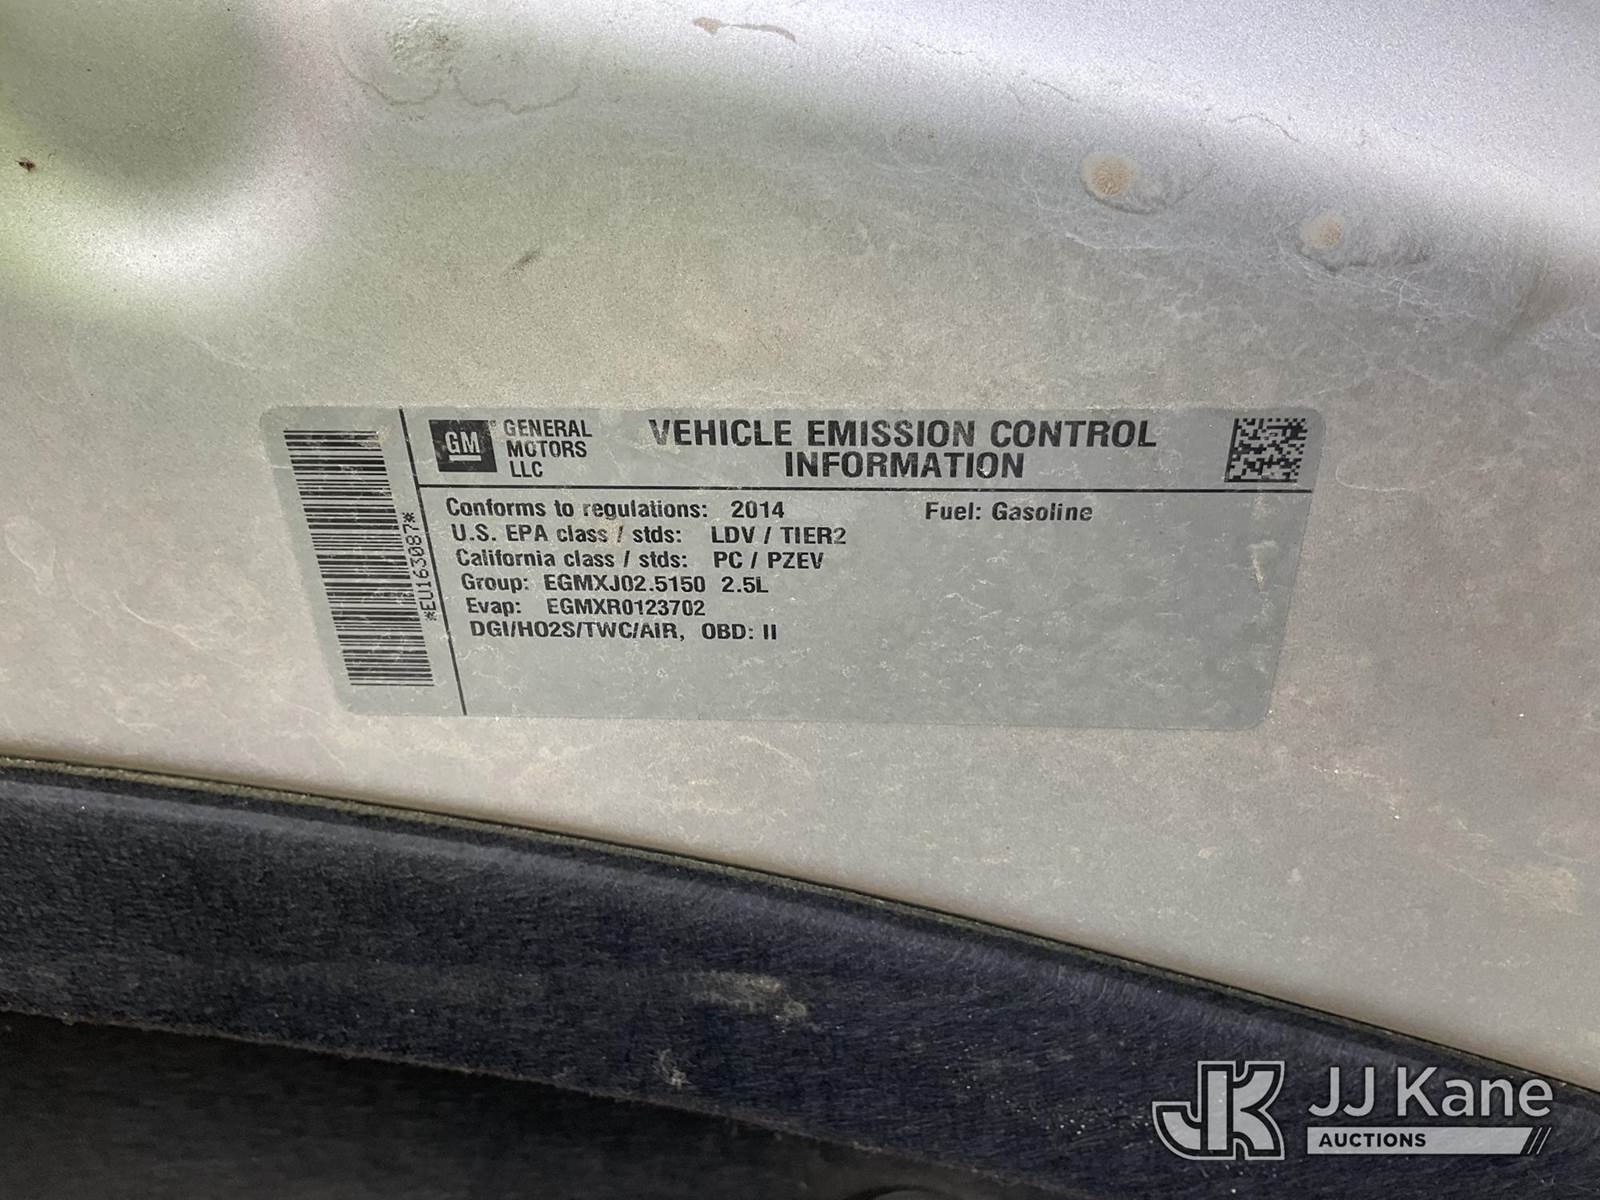 GM GENERAL MOTORS LLC
VEHICLE EMISSION CONTROL
INFORMATION
Conforms to regulations: 2014 Fuel: Gasoline
U.S. EPA class / stds: LDV / TIER2
California class / stds: PC / PZEV
Group: EGMXJ02.5150 2.5L
Evap: EGMXR0123702
DGI/HO2S/TWC/AIR, OBD: II
*EU163087*
JK JJ Kane
AUCTIONS